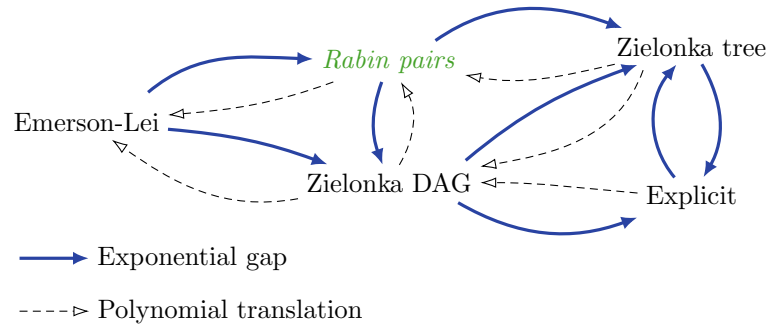 Zielonka tree
Rabin pairs
Emerson-Lei
Zielonka DAG
Explicit
Exponential gap
Polynomial translation